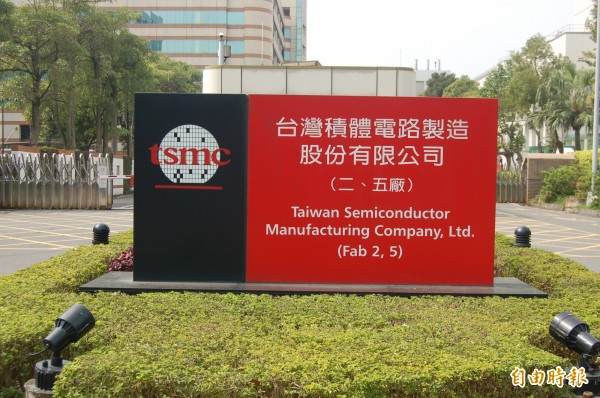 tsmc
台灣積體電路製造
股份有限公司
（二、五廠）
Taiwan Semiconductor
Manufacturing Company, Ltd.
(Fab 2, 5)
自由時報